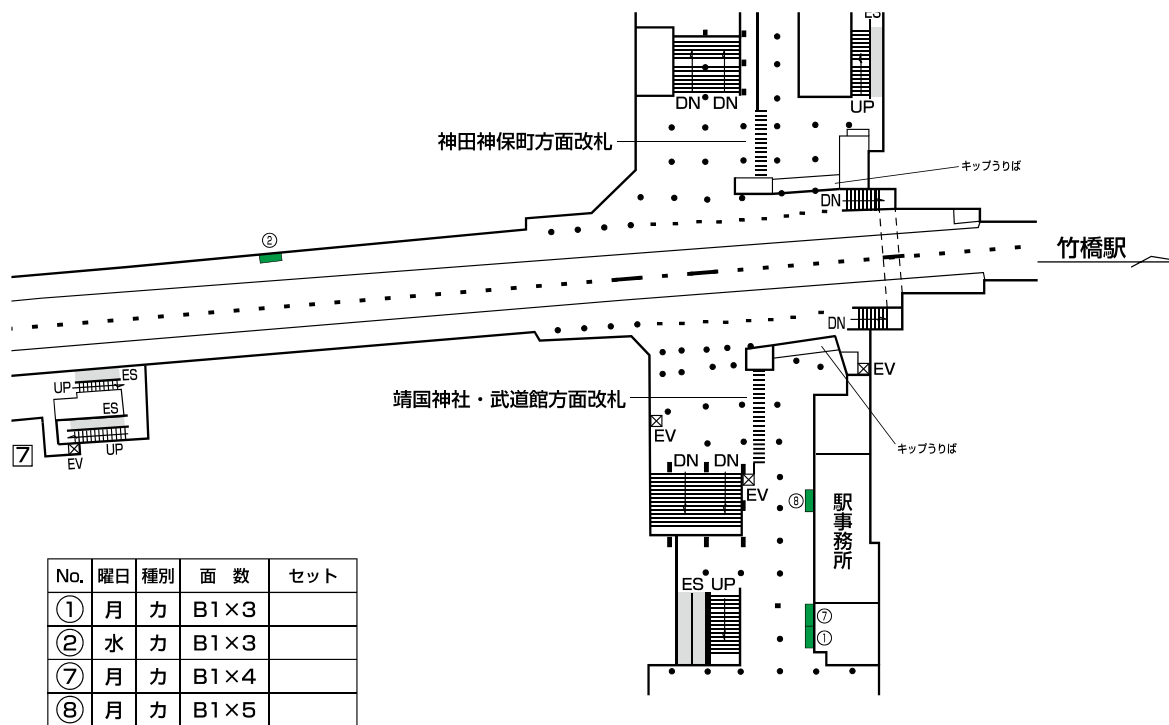 ES
DN DN
UP
神田神保町方面改札
キップうりば
DN
②
竹橋駅
DN
UP
ES
EV
靖国神社・武道館方面改札
ES
EV
キップうりば
7
EV
UP
DN DN
EV
⑧
駅事務所
ES UP
⑦
①
No. 曜日 種別 面 数 セット
① 月 カ B1×3
② 水 カ B1×3
⑦ 月 カ B1×4
⑧ 月 カ B1×5